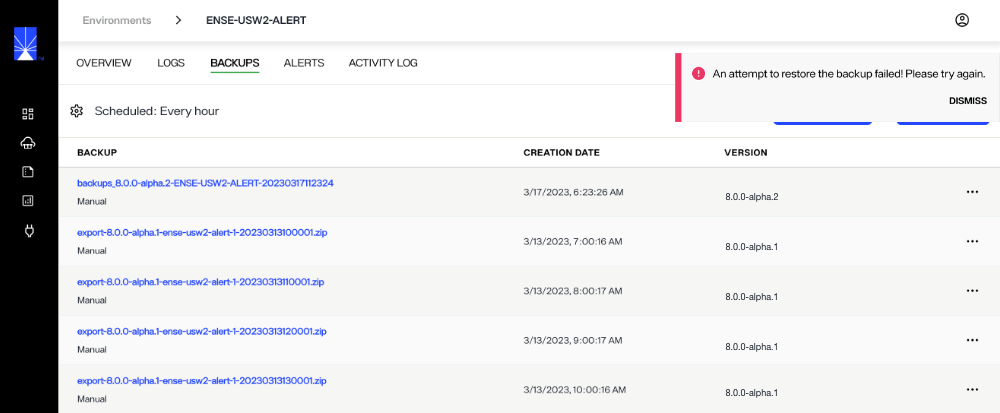 Environments > ENSE-USW2-ALERT
OVERVIEW LOGS BACKUPS ALERTS ACTIVITY LOG
An attempt to restore the backup failed! Please try again.
DISMISS
Scheduled: Every hour
BACKUP CREATION DATE VERSION
backups_8.0.0-alpha.2-ENSE-USW2-ALERT-20230317112324
Manual
3/17/2023, 6:23:26 AM
8.0.0-alpha.2
export-8.0.0-alpha.1-ense-usw2-alert-1-20230313100001.zip
Manual
3/13/2023, 7:00:16 AM
8.0.0-alpha.1
export-8.0.0-alpha.1-ense-usw2-alert-1-20230313110001.zip
Manual
3/13/2023, 8:00:17 AM
8.0.0-alpha.1
export-8.0.0-alpha.1-ense-usw2-alert-1-20230313120001.zip
Manual
3/13/2023, 9:00:17 AM
8.0.0-alpha.1
export-8.0.0-alpha.1-ense-usw2-alert-1-20230313130001.zip
Manual
3/13/2023, 10:00:16 AM
8.0.0-alpha.1